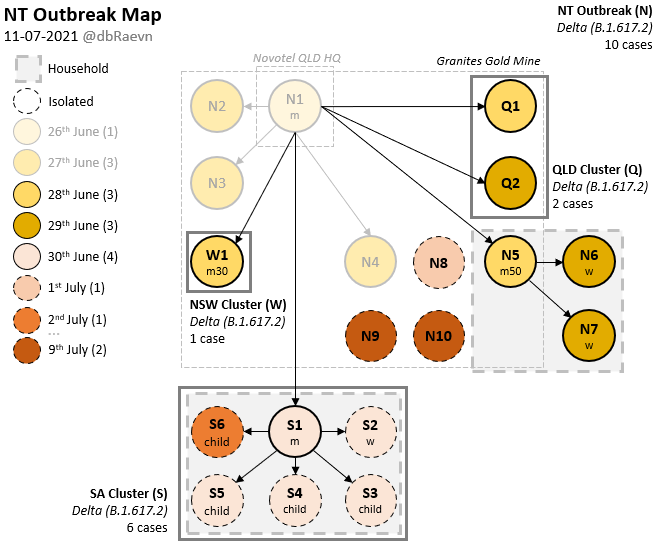 NT Outbreak Map
11-07-2021 @dbRaevn
Household
Isolated
26th June (1)
27th June (3)
28th June (3)
29th June (3)
30th June (4)
1st July (1)
2nd July (1)
...
9th July (2)
NT Outbreak (N)
Delta (B.1.617.2)
10 cases
Novotel QLD HQ
Granites Gold Mine
N2
N1
m
Q1
N3
Q2
QLD Cluster (Q)
Delta (B.1.617.2)
2 cases
W1
m30
N4
N8
N5
m50
N6
w
NSW Cluster (W)
Delta (B.1.617.2)
1 case
N9
N10
N7
w
S6
child
S1
m
S2
w
S5
child
S4
child
S3
child
SA Cluster (S)
Delta (B.1.617.2)
6 cases